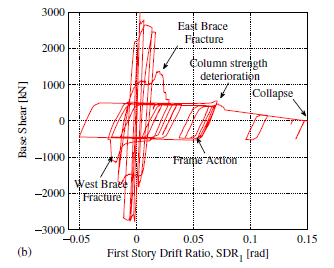 3000
2000
1000
0
−1000
−2000
−3000
Base Shear [kN]
East Brace
Fracture
Column strength
deterioration
Collapse
Frame Action
West Brace
Fracture
−0.05
0
0.05
0.1
0.15
(b)
First Story Drift Ratio, SDR1 [rad]